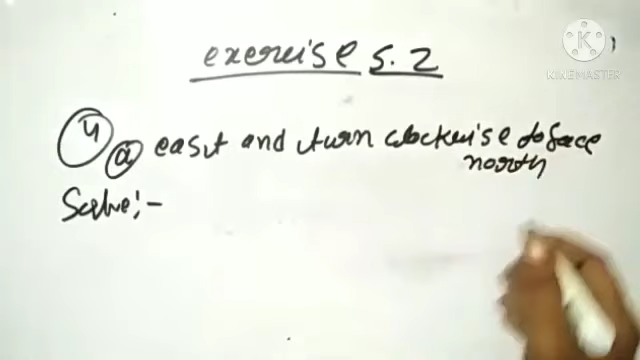 exercise 5.2
4 a east and turn clockwise to face
north
Solve:-
KINEMASTER